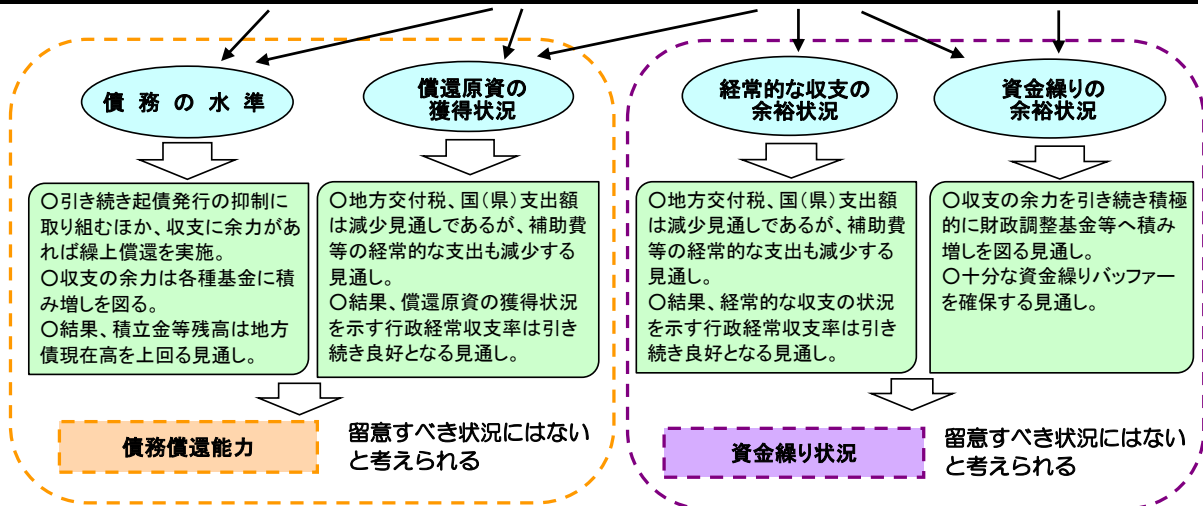 債務の水準
○引き続き起債発行の抑制に
取り組むほか、収支に余力があ
れば繰上償還を実施。
○収支の余力は各種基金に積
み増しを図る。
○結果、積立金等残高は地方
債現在高を上回る見通し。
償還原資の
獲得状況
○地方交付税、国(県)支出額
は減少見通しであるが、補助費
等の経常的な支出も減少する
見通し。
○結果、償還原資の獲得状況
を示す行政経常収支率は引き
続き良好となる見通し。
債務償還能力
留意すべき状況にはない
と考えられる
経常的な収支の
余裕状況
○地方交付税、国(県)支出額
は減少見通しであるが、補助費
等の経常的な支出も減少する
見通し。
○結果、経常的な収支の状況
を示す行政経常収支率は引き
続き良好となる見通し。
資金繰りの
余裕状況
○収支の余力を引き続き積極
的に財政調整基金等へ積み
増しを図る見通し。
○十分な資金繰りバッファー
を確保する見通し。
資金繰り状況
留意すべき状況にはない
と考えられる